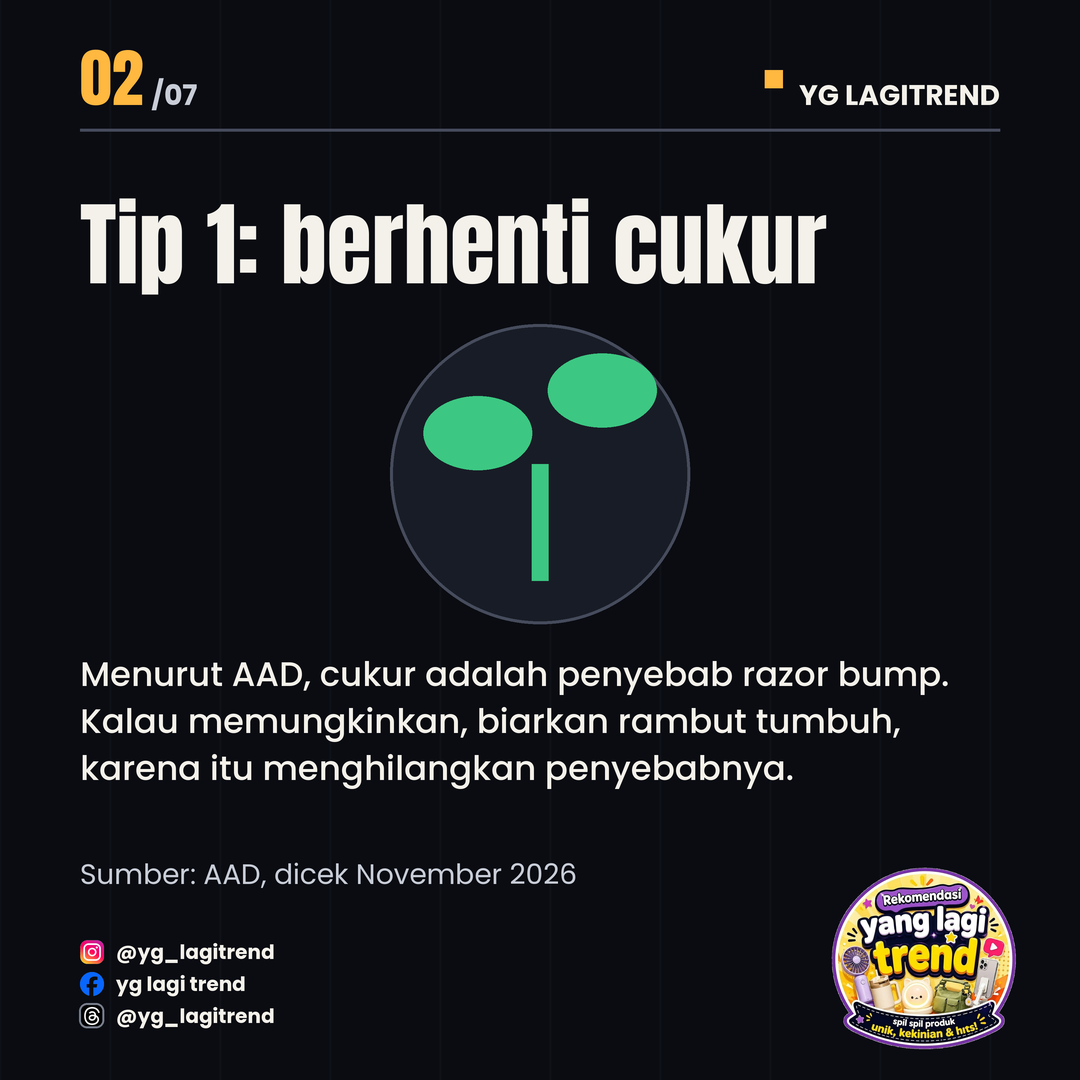 02 /07
YG LAGITREND
Tip 1: berhenti cukur
Menurut AAD, cukur adalah penyebab razor bump.
Kalau memungkinkan, biarkan rambut tumbuh,
karena itu menghilangkan penyebabnya.
Sumber: AAD, dicek November 2026
@yg_lagitrend
yg lagi trend
@yg_lagitrend
Rekomendasi
yang lagi
trend
spil spil produk
unik, kekinian & hits!